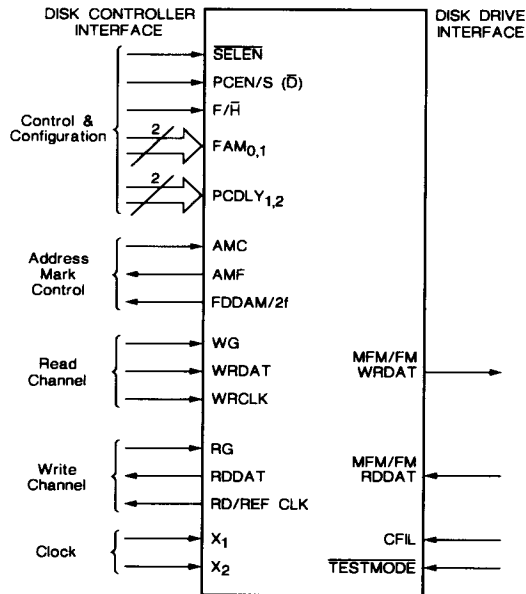 DISK CONTROLLER
INTERFACE
DISK DRIVE
INTERFACE
Control &
Configuration
S̅E̅L̅E̅N̅
PCEN/S (D̅)
F/H̅
2
FAM0,1
2
PCDLY1,2
Address
Mark
Control
AMC
AMF
FDDAM/2f
Read
Channel
WG
WRDAT
WRCLK
MFM/FM
WRDAT
Write
Channel
RG
RDDAT
RD/REF CLK
MFM/FM
RDDAT
Clock
X1
X2
CFIL
T̅E̅S̅T̅M̅O̅D̅E̅